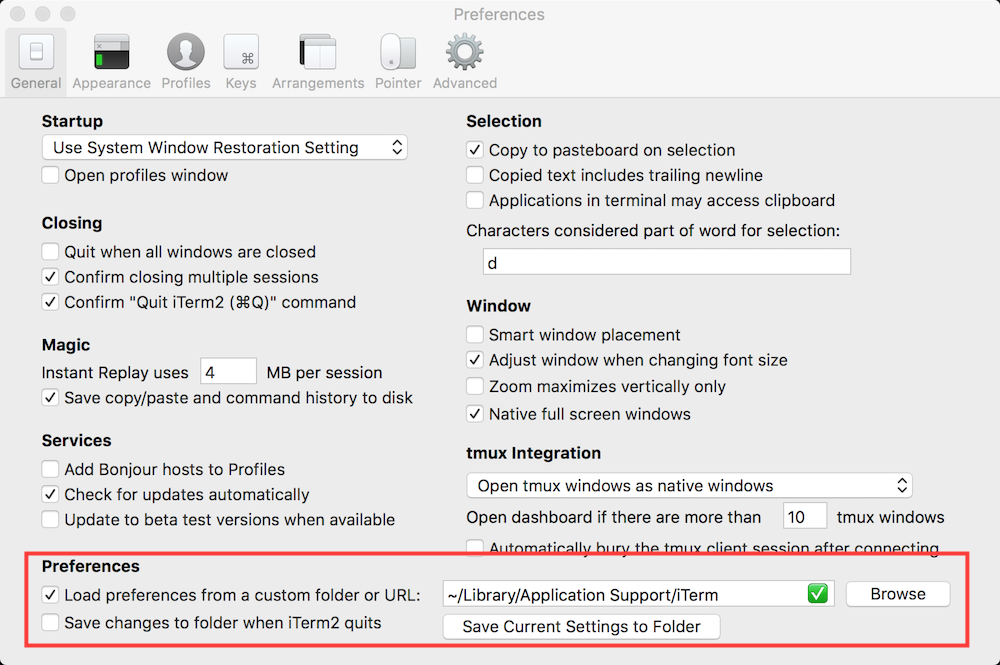 Preferences
General Appearance Profiles Keys Arrangements Pointer Advanced
Startup
Use System Window Restoration Setting
Open profiles window
Closing
Quit when all windows are closed
Confirm closing multiple sessions
Confirm "Quit iTerm2 (⌘Q)" command
Magic
Instant Replay uses 4 MB per session
Save copy/paste and command history to disk
Services
Add Bonjour hosts to Profiles
Check for updates automatically
Update to beta test versions when available
Selection
Copy to pasteboard on selection
Copied text includes trailing newline
Applications in terminal may access clipboard
Characters considered part of word for selection:
d
Window
Smart window placement
Adjust window when changing font size
Zoom maximizes vertically only
Native full screen windows
tmux Integration
Open tmux windows as native windows
Open dashboard if there are more than 10 tmux windows
Automatically bury the tmux client session after connecting
Preferences
Load preferences from a custom folder or URL: ~/Library/Application Support/iTerm Browse
Save changes to folder when iTerm2 quits Save Current Settings to Folder